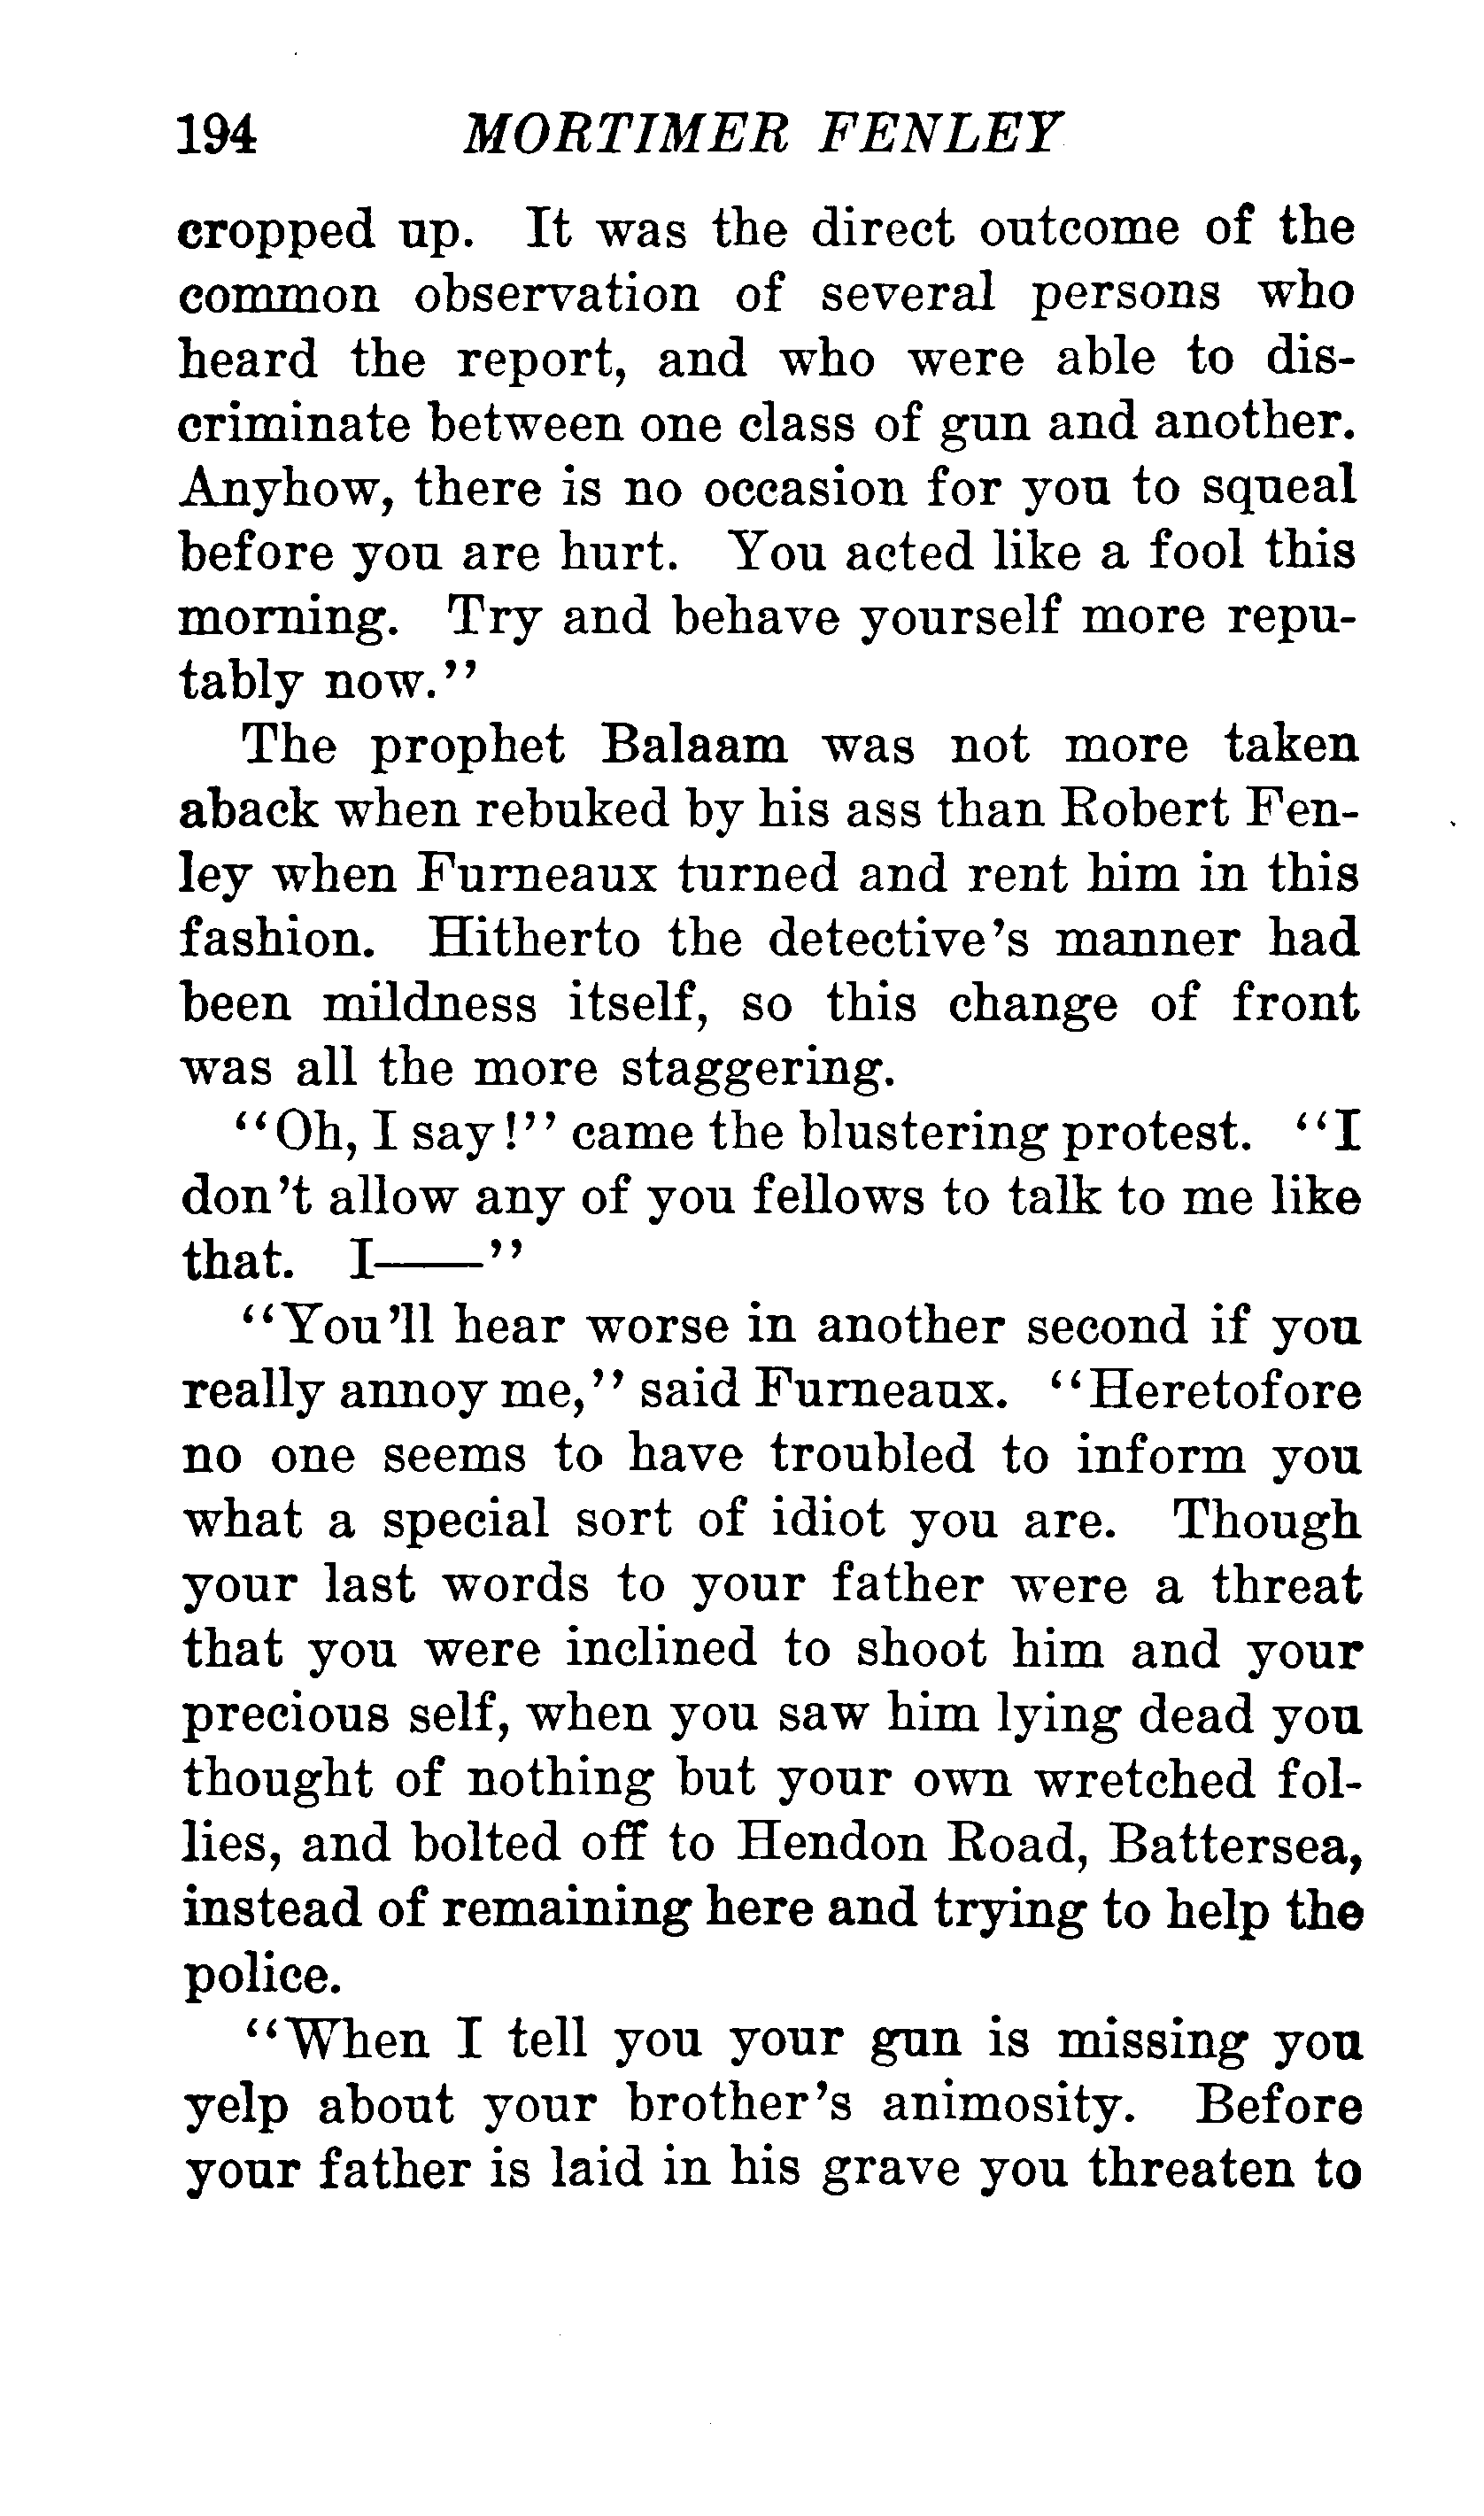 194 MORTIMER FENLEY
cropped up. It was the direct outcome of the
common observation of several persons who
heard the report, and who were able to dis-
criminate between one class of gun and another.
Anyhow, there is no occasion for you to squeal
before you are hurt. You acted like a fool this
morning. Try and behave yourself more repu-
tably now."
The prophet Balaam was not more taken
aback when rebuked by his ass than Robert Fen-
ley when Furneaux turned and rent him in this
fashion. Hitherto the detective's manner had
been mildness itself, so this change of front
was all the more staggering.
"Oh, I say!" came the blustering protest. "I
don't allow any of you fellows to talk to me like
that. I——"
"You'll hear worse in another second if you
really annoy me," said Furneaux. "Heretofore
no one seems to have troubled to inform you
what a special sort of idiot you are. Though
your last words to your father were a threat
that you were inclined to shoot him and your
precious self, when you saw him lying dead you
thought of nothing but your own wretched fol-
lies, and bolted off to Hendon Road, Battersea,
instead of remaining here and trying to help the
police.
"When I tell you your gun is missing you
yelp about your brother's animosity. Before
your father is laid in his grave you threaten to